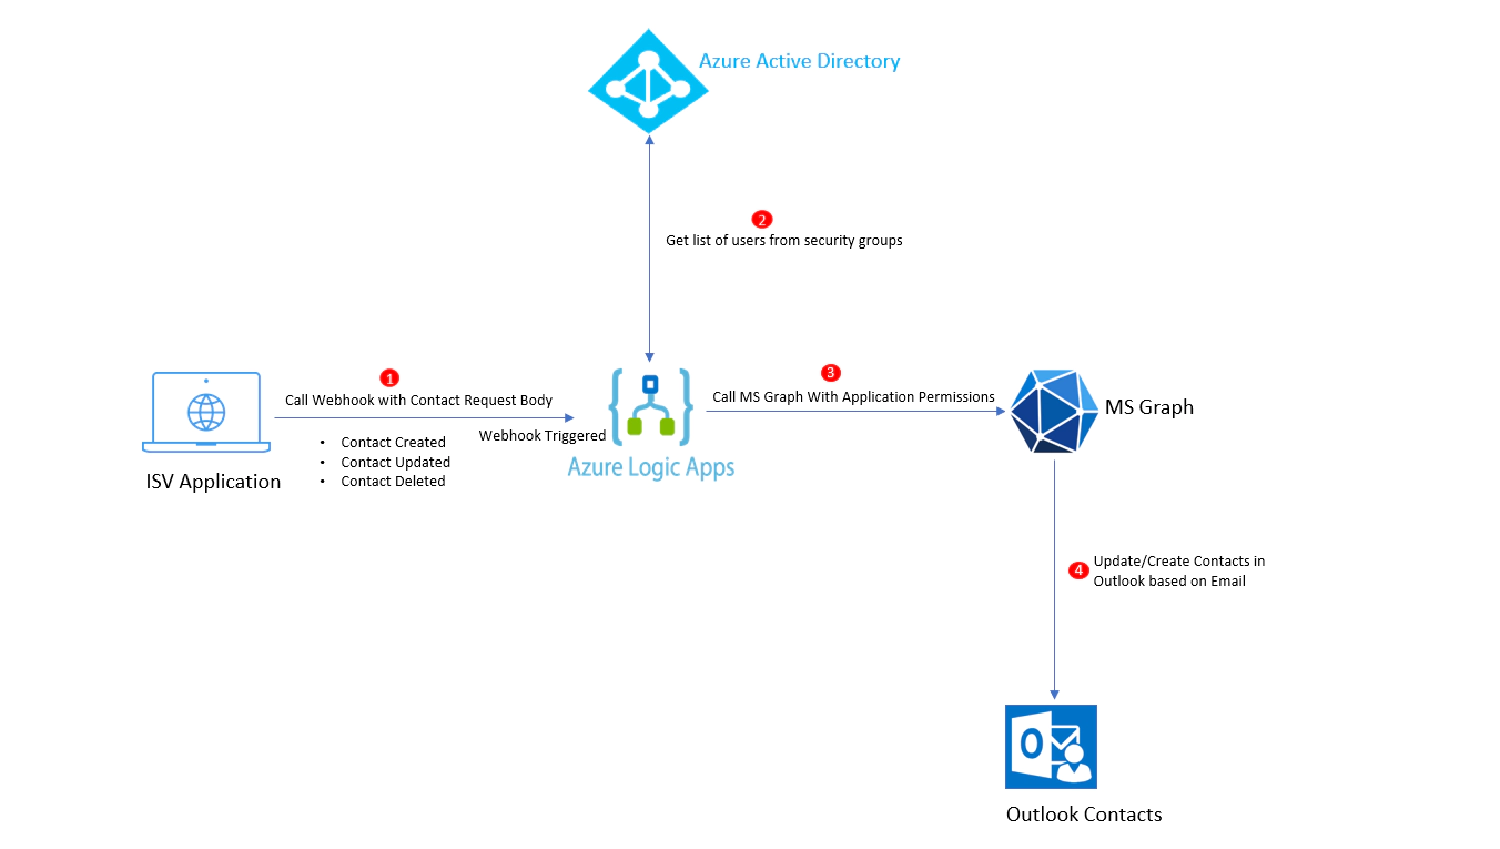 Azure Active Directory
2
Get list of users from security groups
1
Call Webhook with Contact Request Body
Webhook Triggered
• Contact Created
• Contact Updated
• Contact Deleted
ISV Application
Azure Logic Apps
3
Call MS Graph With Application Permissions
MS Graph
4
Update/Create Contacts in
Outlook based on Email
O
Outlook Contacts